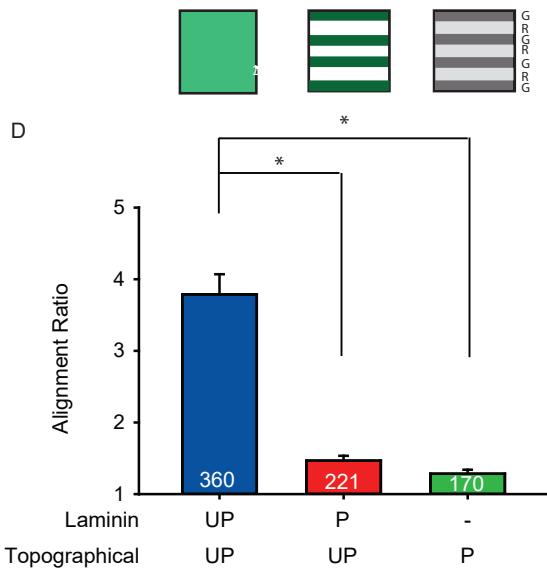 G
R
G
R
G
R
G
D
*
*
5
4
3
2
1
Alignment Ratio
360
221
170
Laminin UP P -
Topographical UP UP P